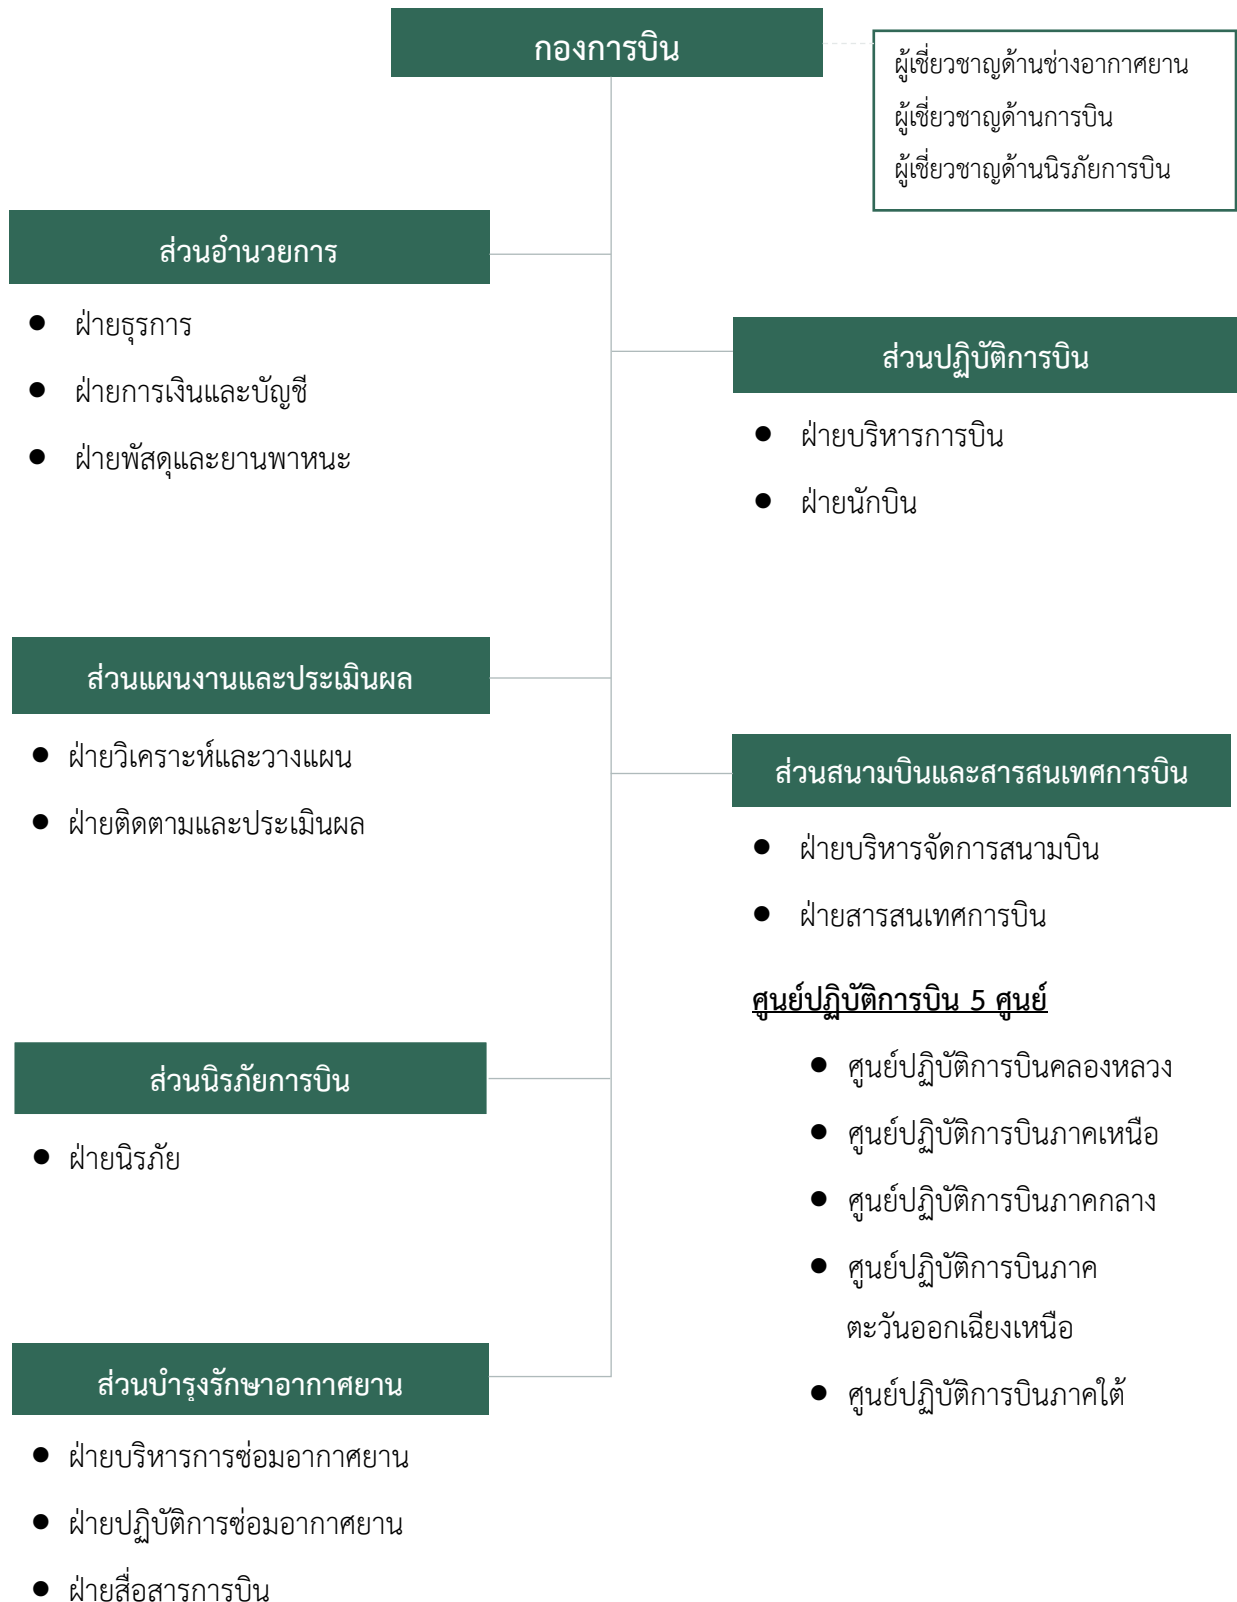 กองการบิน
ผู้เชี่ยวชาญด้านช่างอากาศยาน
ผู้เชี่ยวชาญด้านการบิน
ผู้เชี่ยวชาญด้านนิรภัยการบิน
ส่วนอำนวยการ
● ฝ่ายธุรการ
● ฝ่ายการเงินและบัญชี
● ฝ่ายพัสดุและยานพาหนะ
ส่วนปฏิบัติการบิน
● ฝ่ายบริหารการบิน
● ฝ่ายนักบิน
ส่วนแผนงานและประเมินผล
● ฝ่ายวิเคราะห์และวางแผน
● ฝ่ายติดตามและประเมินผล
ส่วนสนามบินและสารสนเทศการบิน
● ฝ่ายบริหารจัดการสนามบิน
● ฝ่ายสารสนเทศการบิน
ศูนย์ปฏิบัติการบิน 5 ศูนย์
● ศูนย์ปฏิบัติการบินคลองหลวง
● ศูนย์ปฏิบัติการบินภาคเหนือ
● ศูนย์ปฏิบัติการบินภาคกลาง
● ศูนย์ปฏิบัติการบินภาค
ตะวันออกเฉียงเหนือ
● ศูนย์ปฏิบัติการบินภาคใต้
ส่วนนิรภัยการบิน
● ฝ่ายนิรภัย
ส่วนบำรุงรักษาอากาศยาน
● ฝ่ายบริหารการซ่อมอากาศยาน
● ฝ่ายปฏิบัติการซ่อมอากาศยาน
● ฝ่ายสื่อสารการบิน